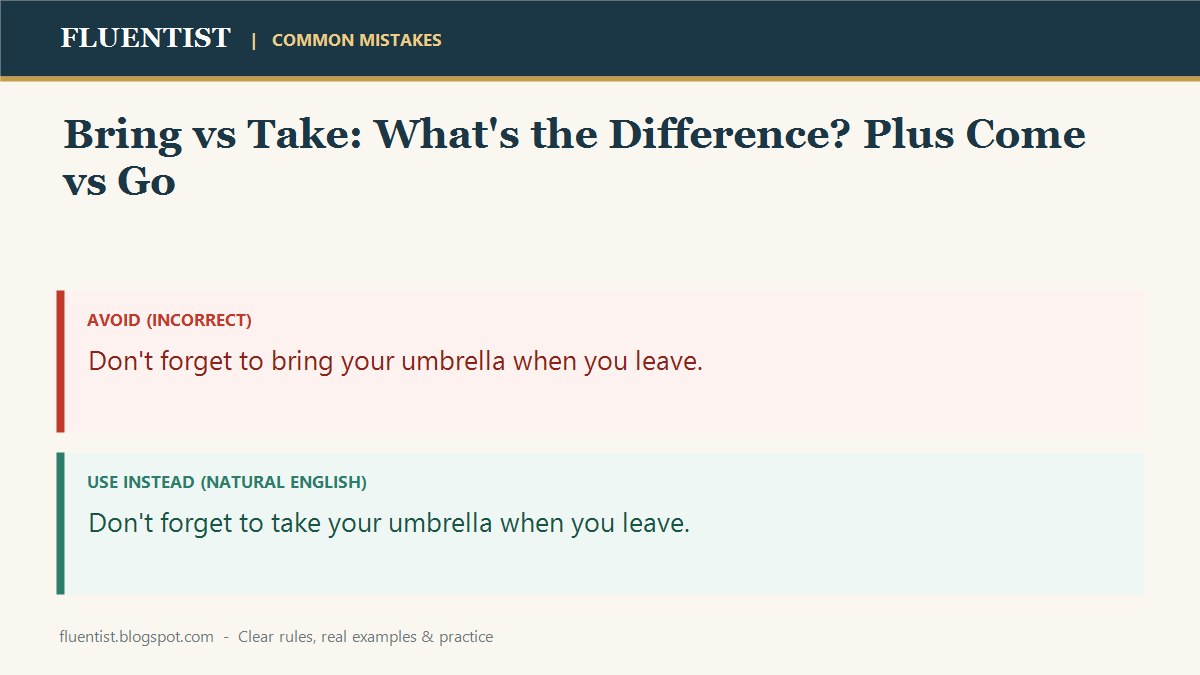 FLUENTIST | COMMON MISTAKES
Bring vs Take: What's the Difference? Plus Come
vs Go
AVOID (INCORRECT)
Don't forget to bring your umbrella when you leave.
USE INSTEAD (NATURAL ENGLISH)
Don't forget to take your umbrella when you leave.
fluentist.blogspot.com - Clear rules, real examples & practice